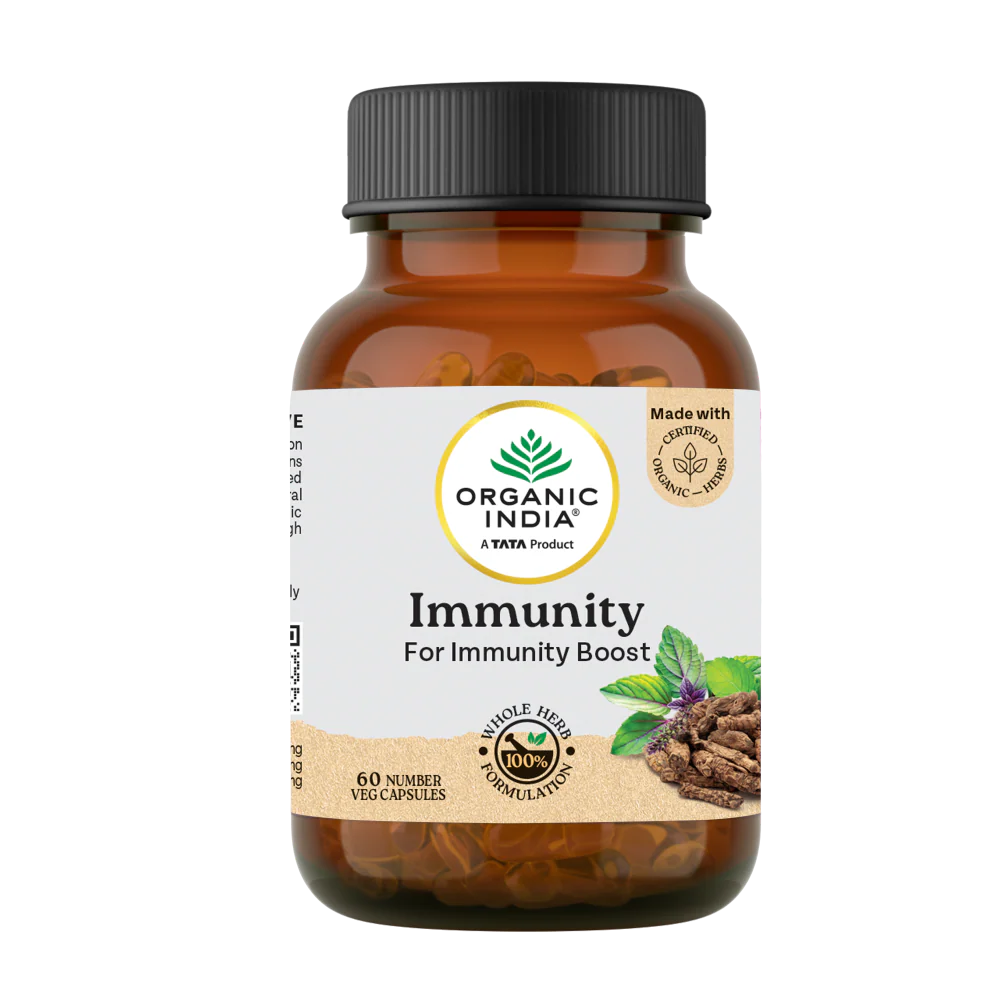 Made with
CERTIFIED
ORGANIC — HERBS
ORGANIC
INDIA®
A TATA Product
Immunity
For Immunity Boost
WHOLE HERB
100%
FORMULATION
60 NUMBER
VEG CAPSULES